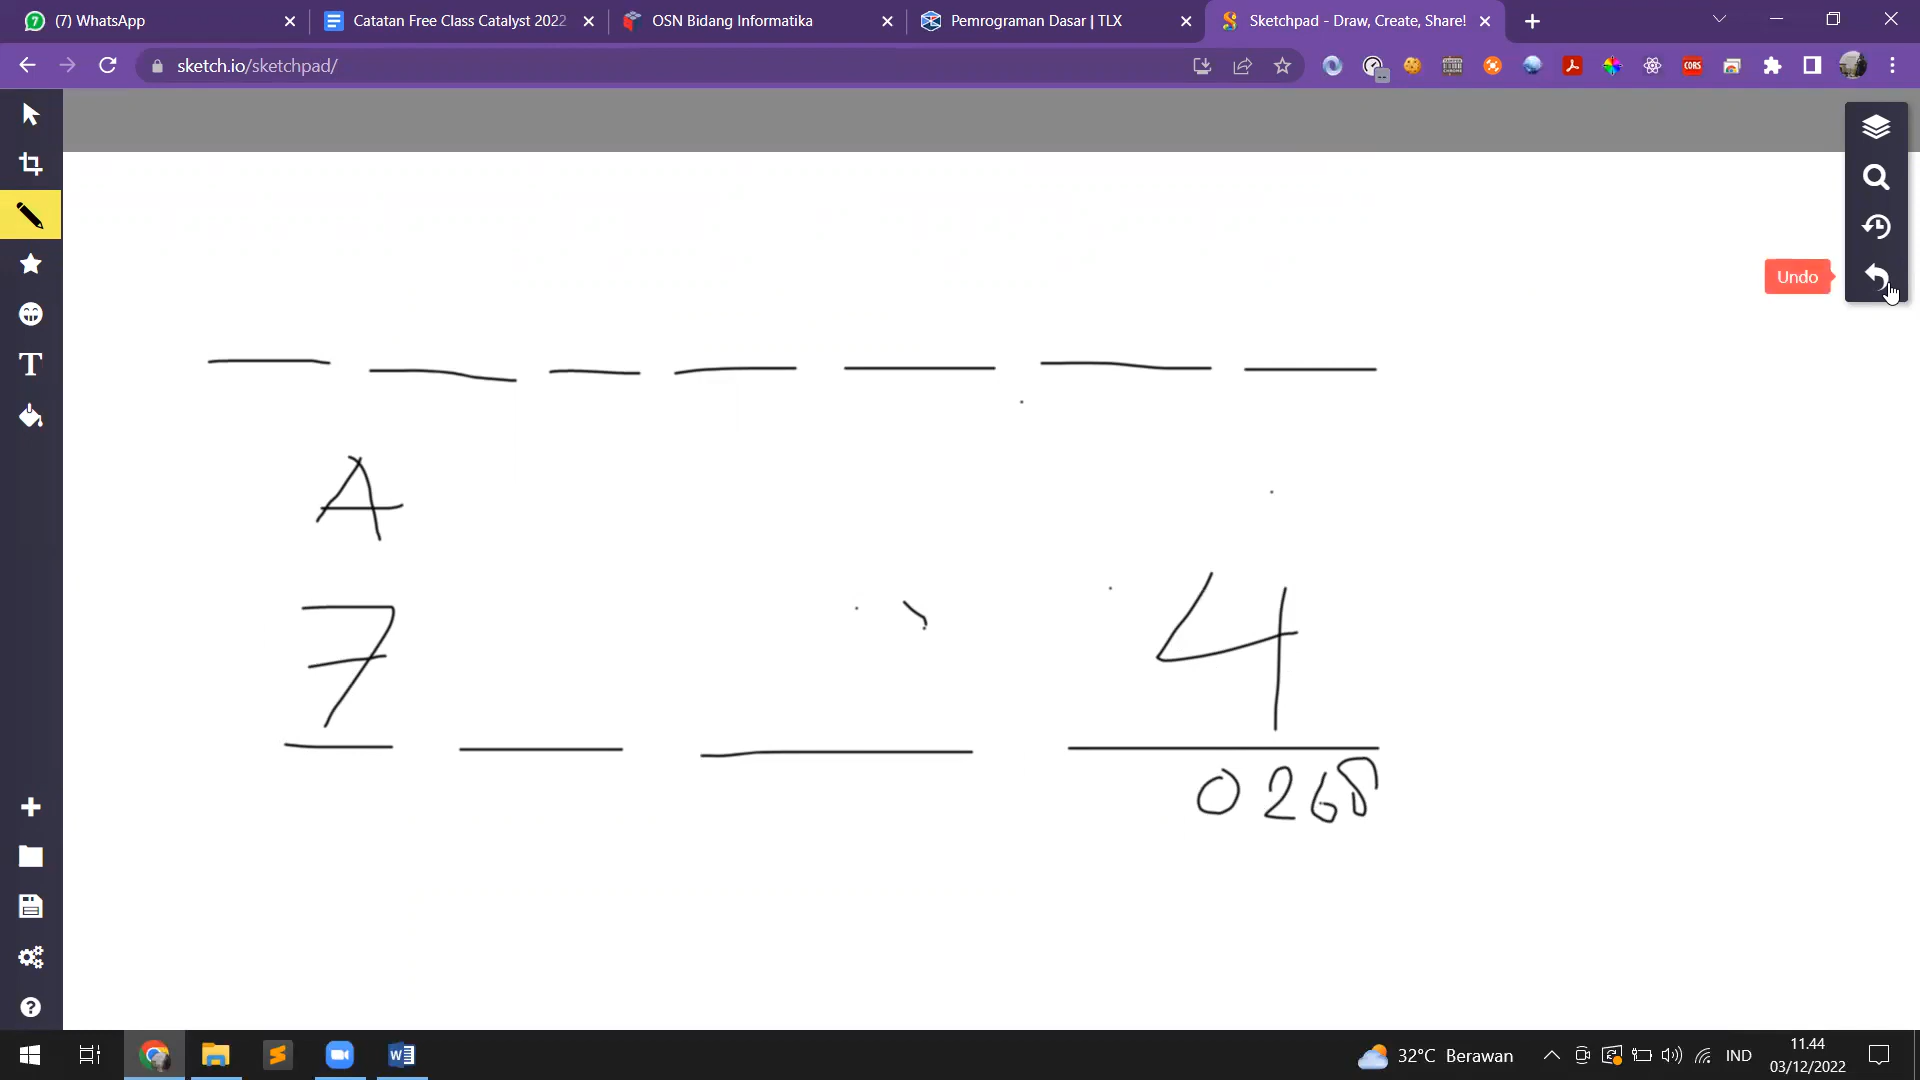 (7) WhatsApp
Catatan Free Class Catalyst 2022
OSN Bidang Informatika
Pemrograman Dasar | TLX
Sketchpad - Draw, Create, Share!
sketch.io/sketchpad/
CORS
Undo
A
7 4
0268
T
32°C Berawan
IND
11.44
03/12/2022